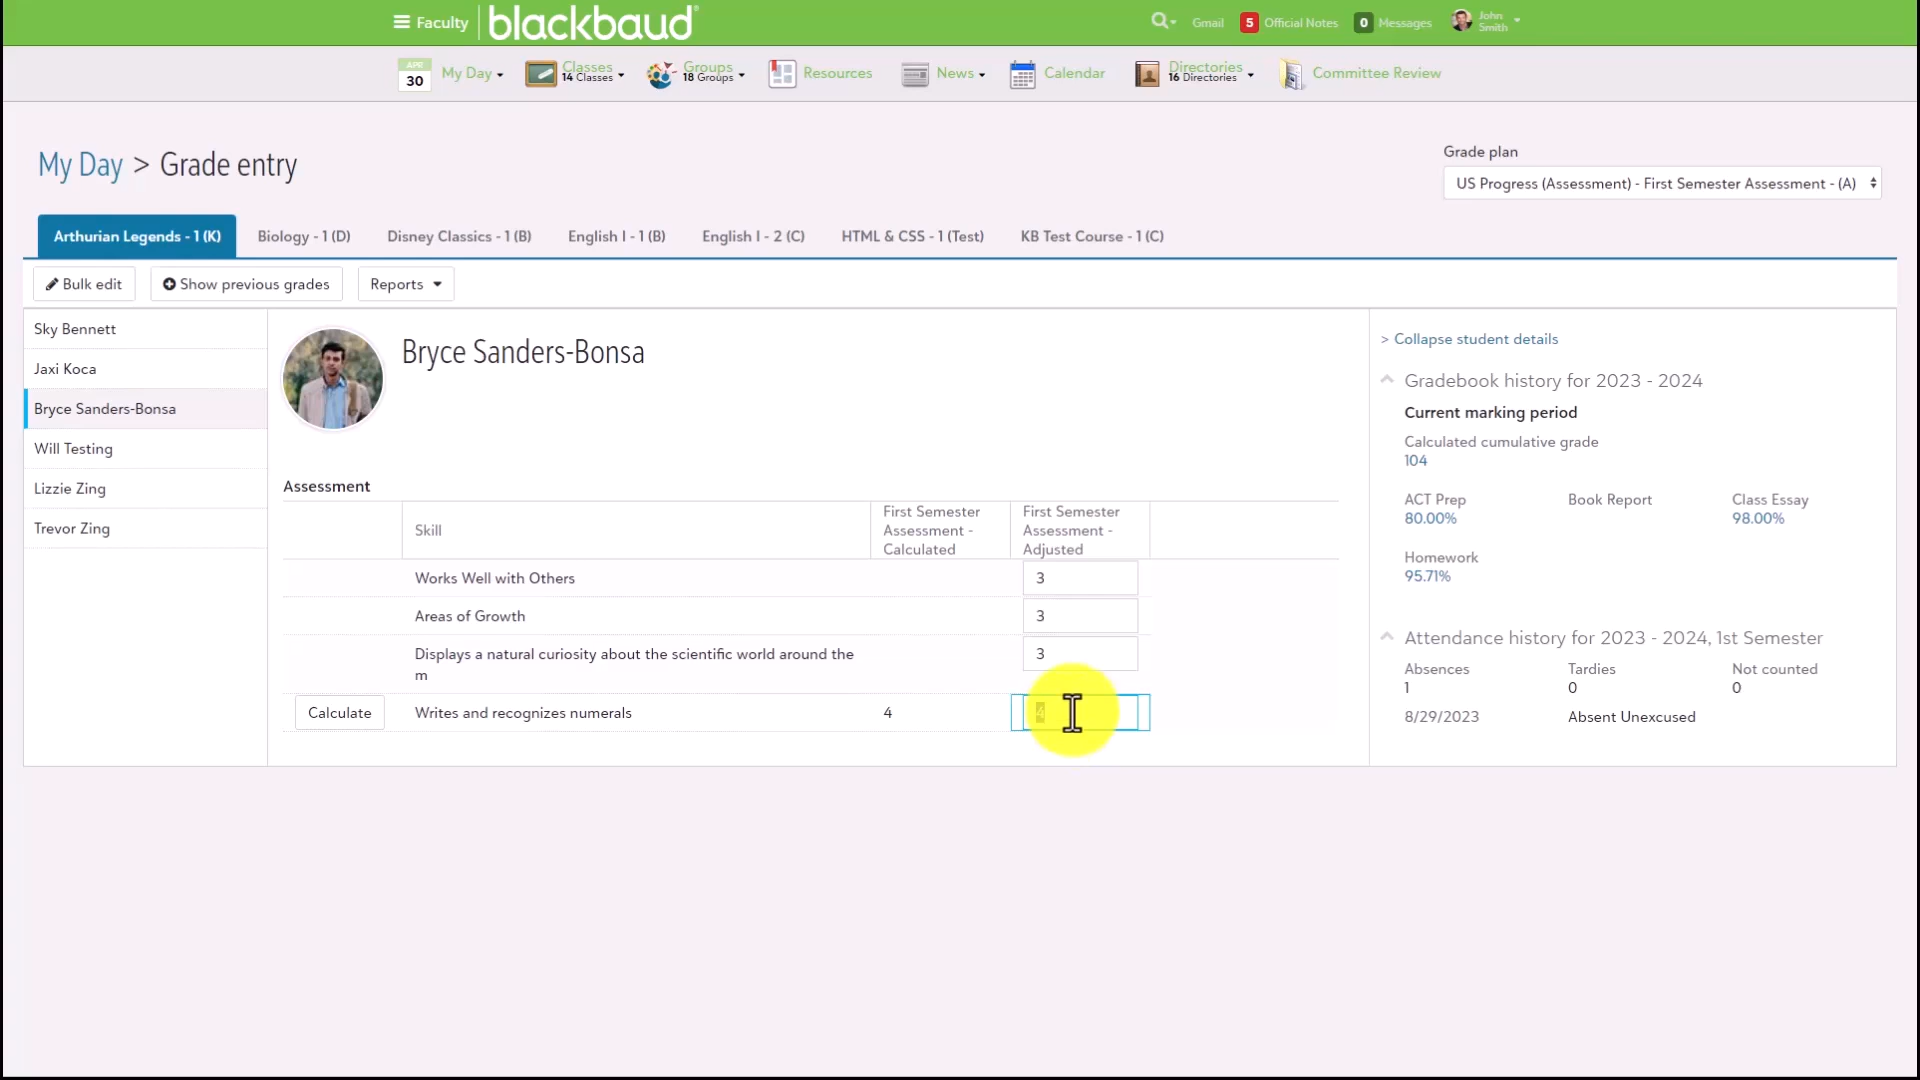 Faculty
blackbaud
Gmail
5 Official Notes
0 Messages
John
Smith
APR
30
My Day
Classes
14 Classes
Groups
18 Groups
Resources
News
Calendar
Directories
16 Directories
Committee Review
My Day > Grade entry
Grade plan
US Progress (Assessment) - First Semester Assessment - (A)
Arthurian Legends - 1 (K)
Biology - 1 (D)
Disney Classics - 1 (B)
English I - 1 (B)
English I - 2 (C)
HTML & CSS - 1 (Test)
KB Test Course - 1 (C)
Bulk edit
Show previous grades
Reports
Sky Bennett
Jaxi Koca
Bryce Sanders-Bonsa
Will Testing
Lizzie Zing
Trevor Zing
Bryce Sanders-Bonsa
Assessment
Skill
First Semester
Assessment -
Calculated
First Semester
Assessment -
Adjusted
Works Well with Others
3
Areas of Growth
3
Displays a natural curiosity about the scientific world around the
m
3
Calculate
Writes and recognizes numerals
4
4
> Collapse student details
Gradebook history for 2023 - 2024
Current marking period
Calculated cumulative grade
104
ACT Prep
80.00%
Book Report
Class Essay
98.00%
Homework
95.71%
Attendance history for 2023 - 2024, 1st Semester
Absences
1
Tardies
0
Not counted
0
8/29/2023
Absent Unexcused